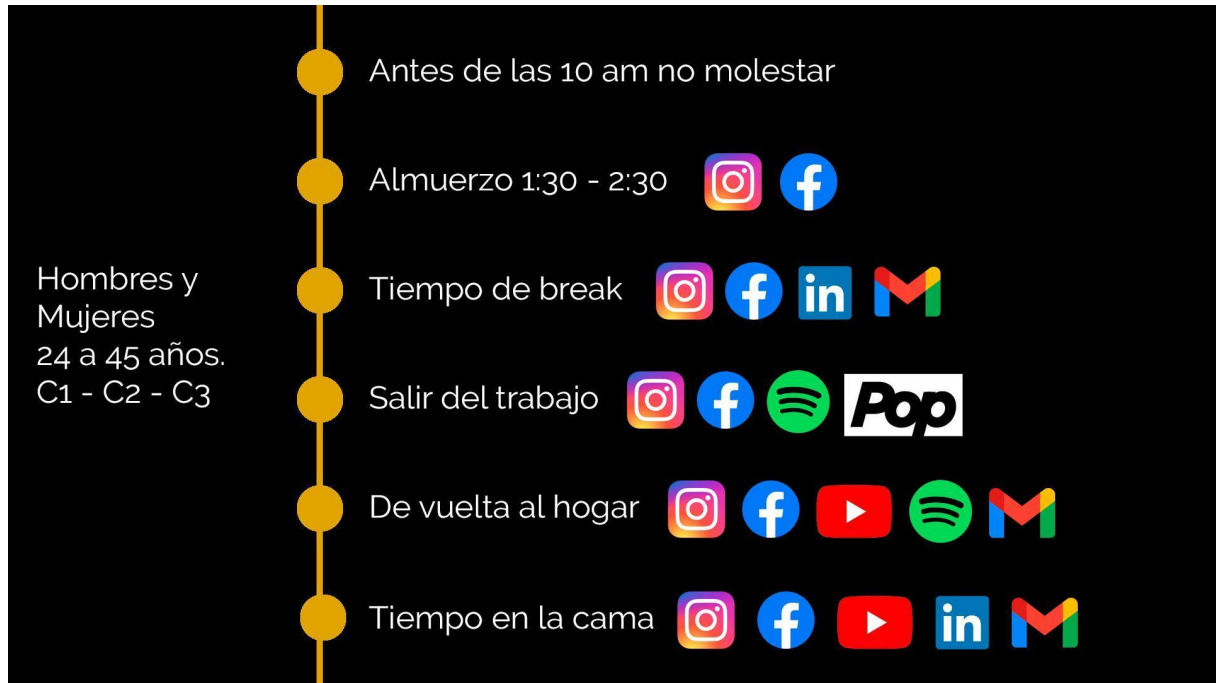 Antes de las 10 am no molestar
Almuerzo 1:30 - 2:30
Hombres y
Mujeres
24 a 45 años.
C1 - C2 - C3
Tiempo de break
in
Salir del trabajo
Pop
De vuelta al hogar
Tiempo en la cama
in